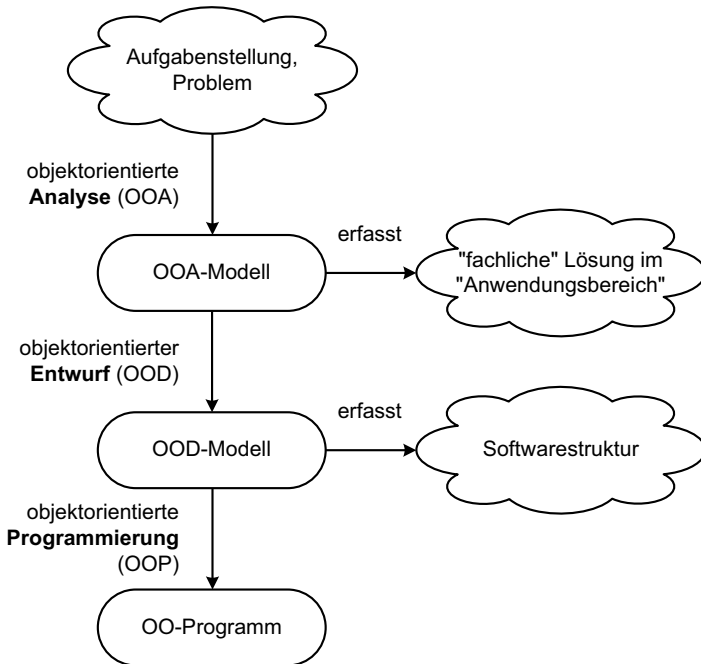 Aufgabenstellung,
Problem
objektorientierte
Analyse (OOA)
OOA-Modell
erfasst
"fachliche" Lösung im
"Anwendungsbereich"
objektorientierter
Entwurf (OOD)
OOD-Modell
erfasst
Softwarestruktur
objektorientierte
Programmierung
(OOP)
OO-Programm